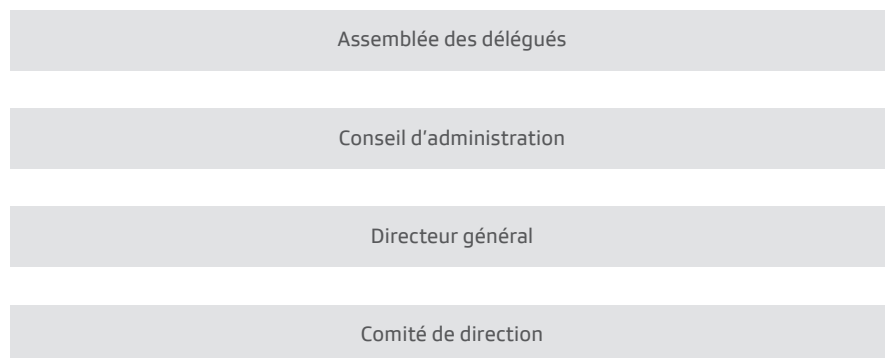 Assemblée des délégués
Conseil d’administration
Directeur général
Comité de direction